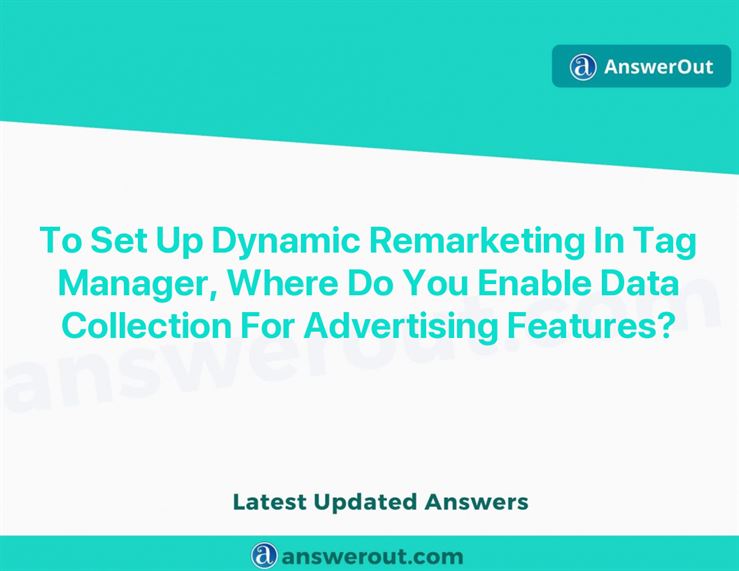 AnswerOut
To Set Up Dynamic Remarketing In Tag
Manager, Where Do You Enable Data
Collection For Advertising Features?
answerout.com
Latest Updated Answers
answerout.com